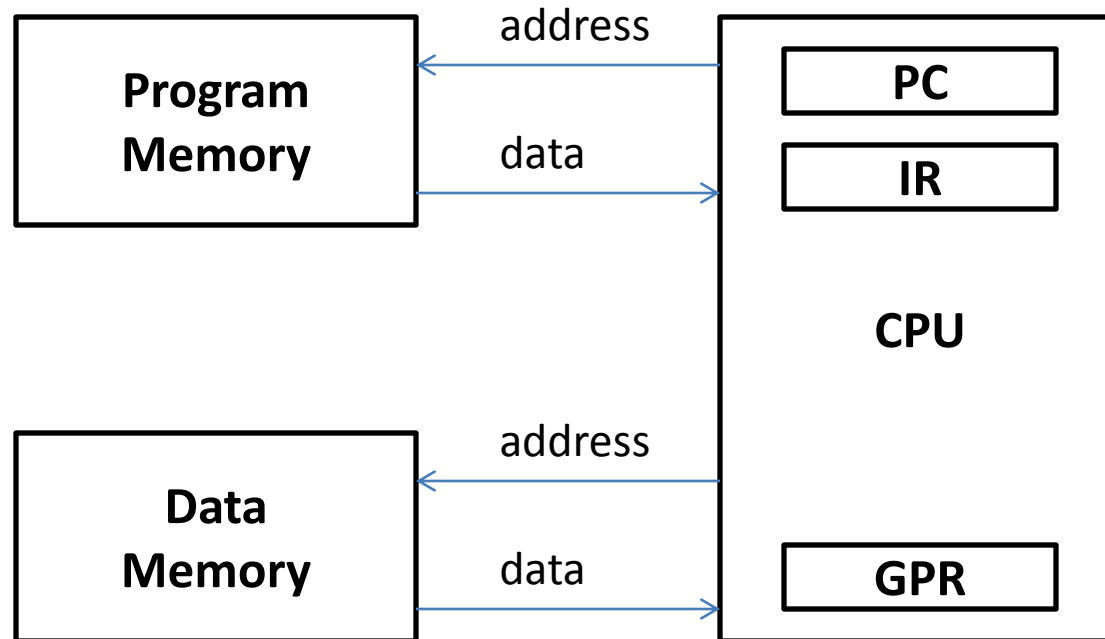 address
Program
Memory
data
PC
IR
CPU
address
Data
Memory
data
GPR